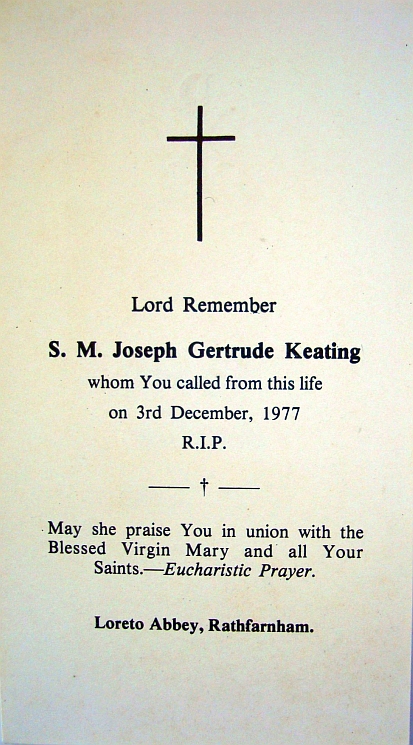 Lord Remember
S. M. Joseph Gertrude Keating
whom You called from this life
on 3rd December, 1977
R.I.P.
†
May she praise You in union with the
Blessed Virgin Mary and all Your
Saints.—Eucharistic Prayer.
Loreto Abbey, Rathfarnham.